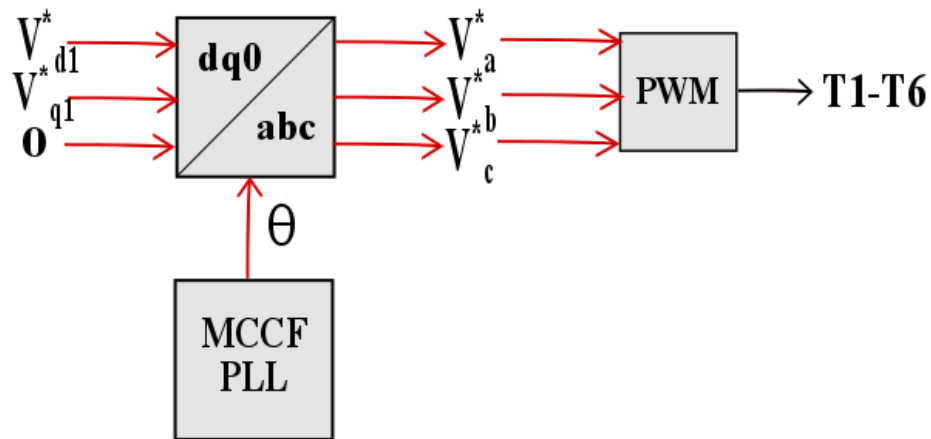 V*d1
V*q1
0
dq0
abc
V*a
V*b
V*c
PWM
T1-T6
θ
MCCF
PLL